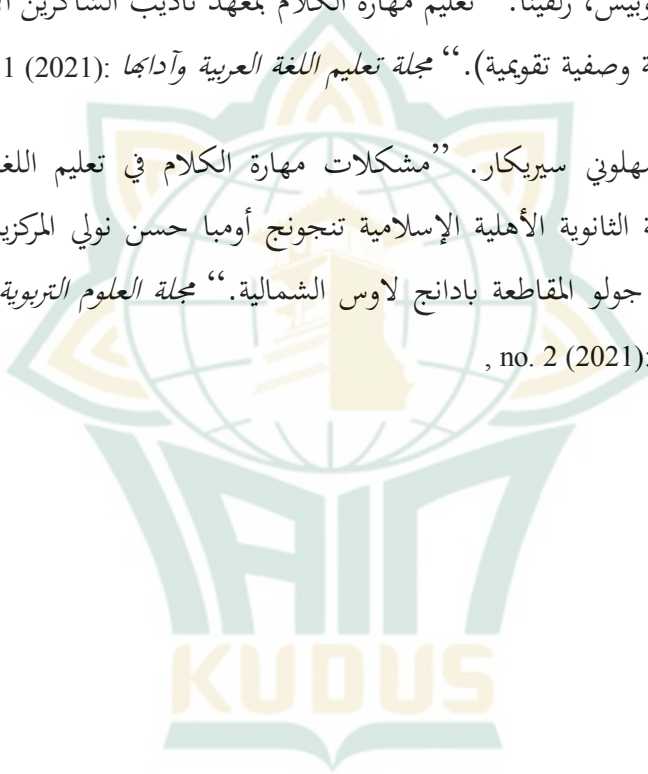 وبيس، رلفينا. ”تعليم مهارة الكلام بمعهد تأديب الشاكرين
ة وصفية تقويمية).“ مجلة تعليم اللغة العربية وآدابها 1 (2021):
سهلوني سيريكار. ”مشكلات مهارة الكلام في تعليم اللغ
ة الثانوية الأهلية الإسلامية تنجونج أومبا حسن نولي المركزي
جولو المقاطعة بادانج لاوس الشمالية.“ مجلة العلوم التربوية
, no. 2 (2021):
IAIN
KUDUS